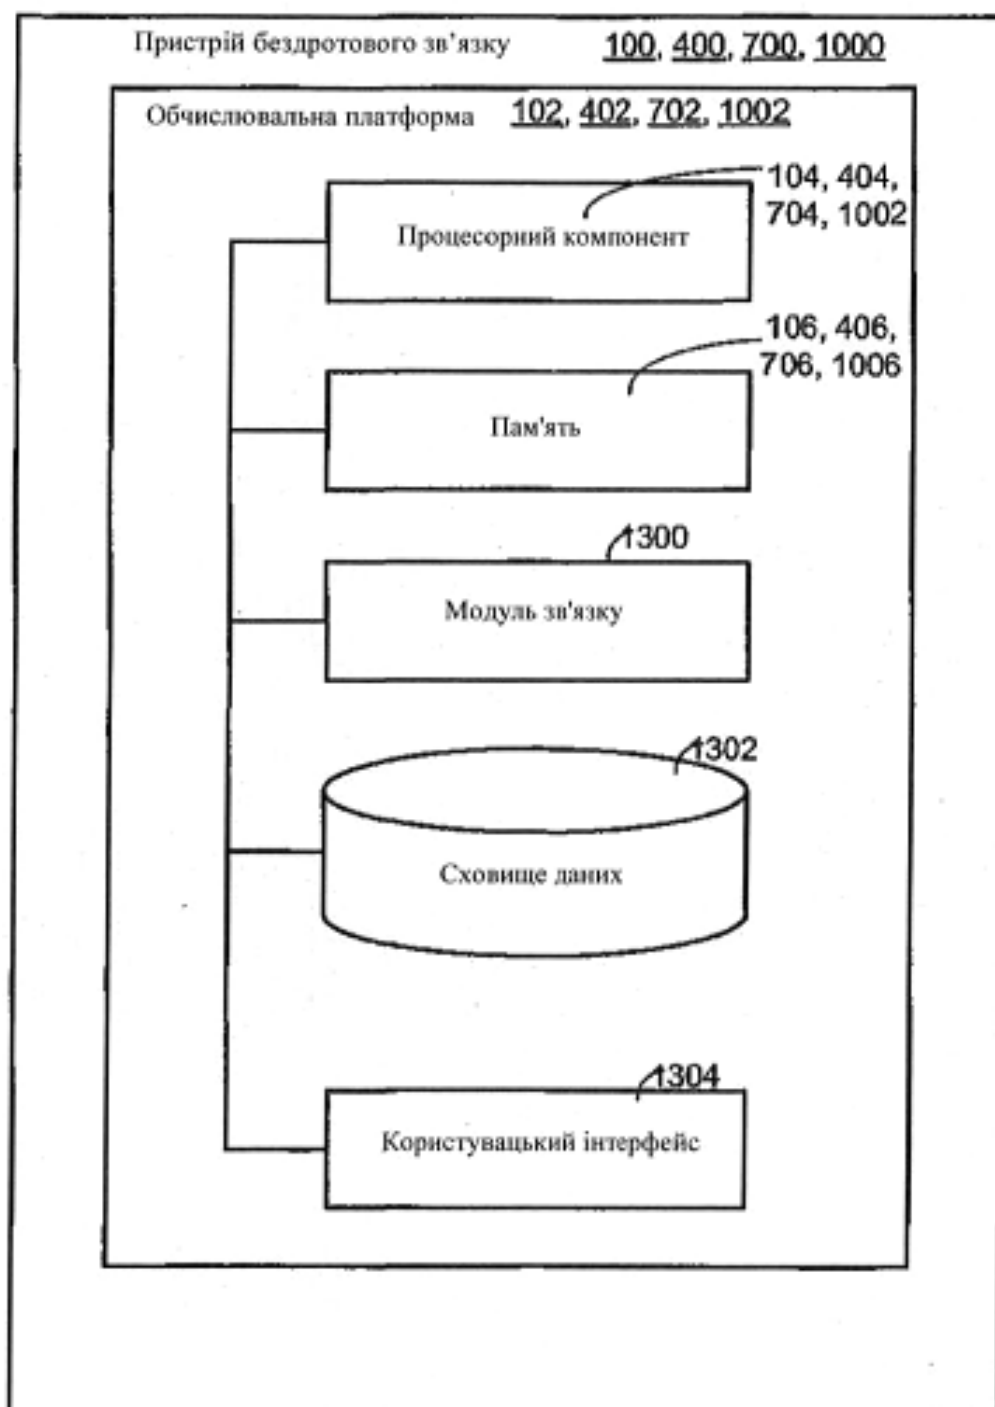 Пристрій бездротового зв’язку 100, 400, 700, 1000
Обчислювальна платформа 102, 402, 702, 1002
104, 404,
704, 1002
Процесорний компонент
106, 406,
706, 1006
Пам'ять
1300
Модуль зв'язку
1302
Сховище даних
1304
Користувацький інтерфейс